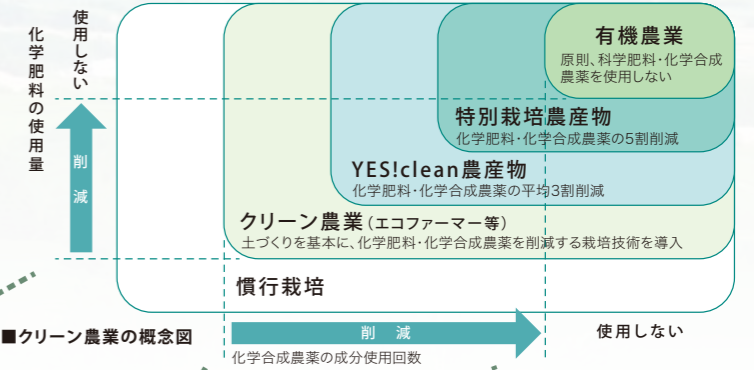 化学肥料の使用量
使用しない
削減
有機農業
原則、科学肥料・化学合成
農薬を使用しない
特別栽培農産物
化学肥料・化学合成農薬の5割削減
YES!clean農産物
化学肥料・化学合成農薬の平均3割削減
クリーン農業(エコファーマー等)
土づくりを基本に、化学肥料・化学合成農薬を削減する栽培技術を導入
慣行栽培
■クリーン農業の概念図
削減
使用しない
化学合成農薬の成分使用回数